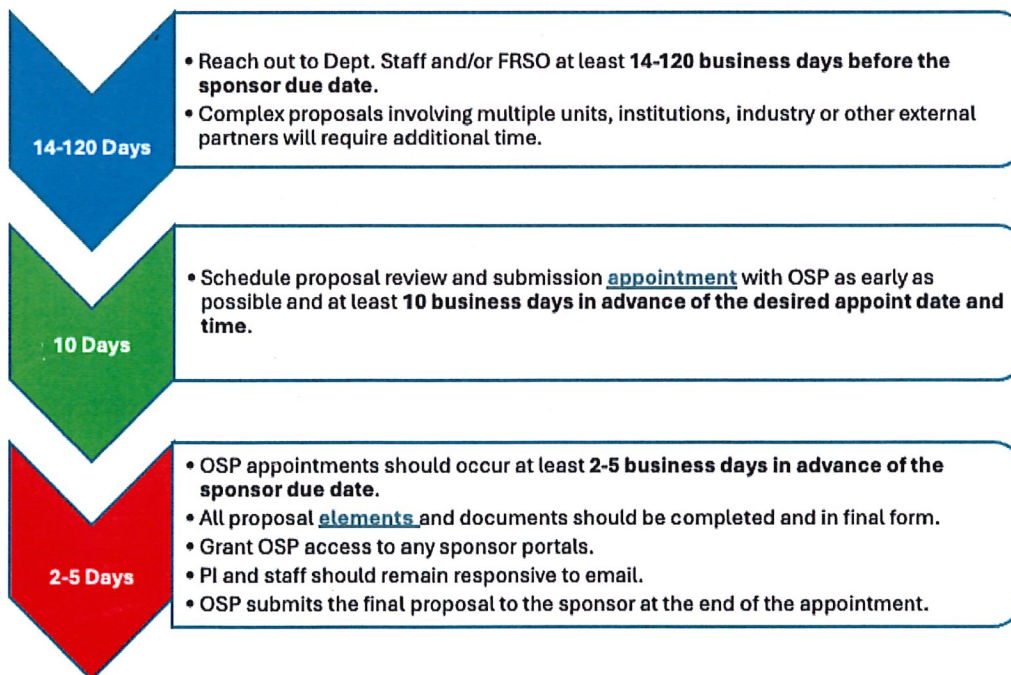 • Reach out to Dept. Staff and/or FRSO at least 14-120 business days before the
sponsor due date.
• Complex proposals involving multiple units, institutions, industry or other external
partners will require additional time.
14-120 Days
• Schedule proposal review and submission appointment with OSP as early as
possible and at least 10 business days in advance of the desired appoint date and
time.
10 Days
• OSP appointments should occur at least 2-5 business days in advance of the
sponsor due date.
• All proposal elements and documents should be completed and in final form.
• Grant OSP access to any sponsor portals.
• PI and staff should remain responsive to email.
• OSP submits the final proposal to the sponsor at the end of the appointment.
2-5 Days